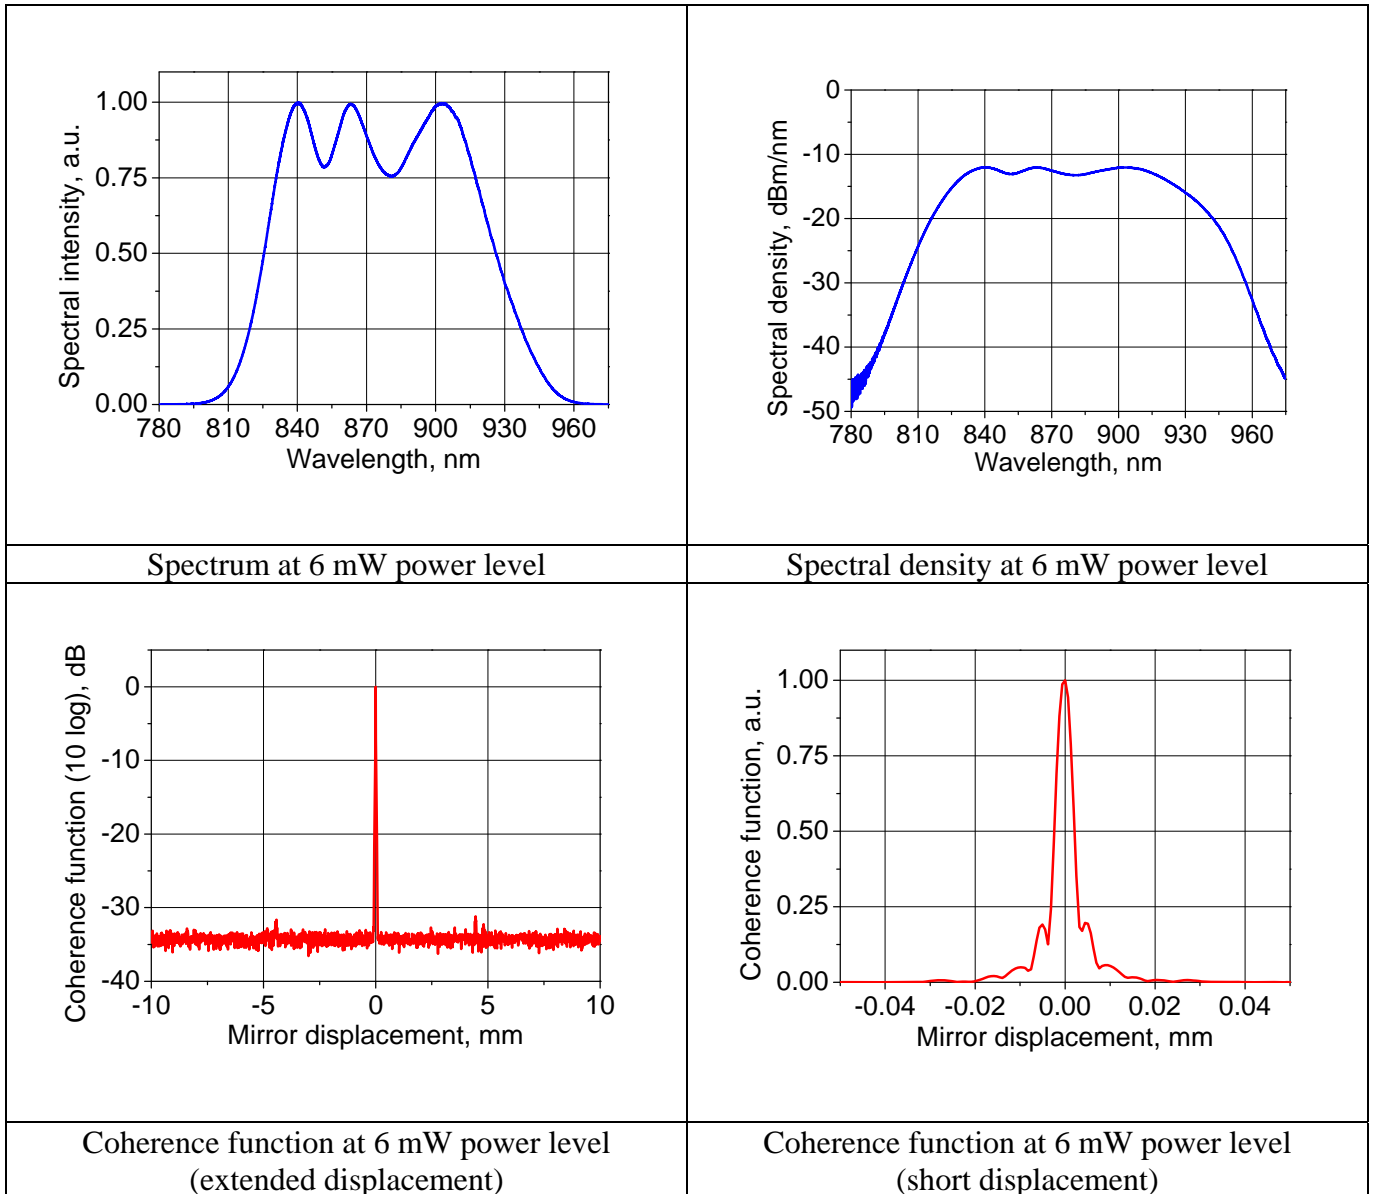 Spectral intensity, a.u.
1.00
0.75
0.50
0.25
0.00
780 810 840 870 900 930 960
Wavelength, nm
Spectral density, dBm/nm
0
-10
-20
-30
-40
-50
780 810 840 870 900 930 960
Wavelength, nm
Spectrum at 6 mW power level
Spectral density at 6 mW power level
Coherence function (10 log), dB
0
-10
-20
-30
-40
-10 -5 0 5 10
Mirror displacement, mm
Coherence function, a.u.
1.00
0.75
0.50
0.25
0.00
-0.04 -0.02 0.00 0.02 0.04
Mirror displacement, mm
Coherence function at 6 mW power level
(extended displacement)
Coherence function at 6 mW power level
(short displacement)